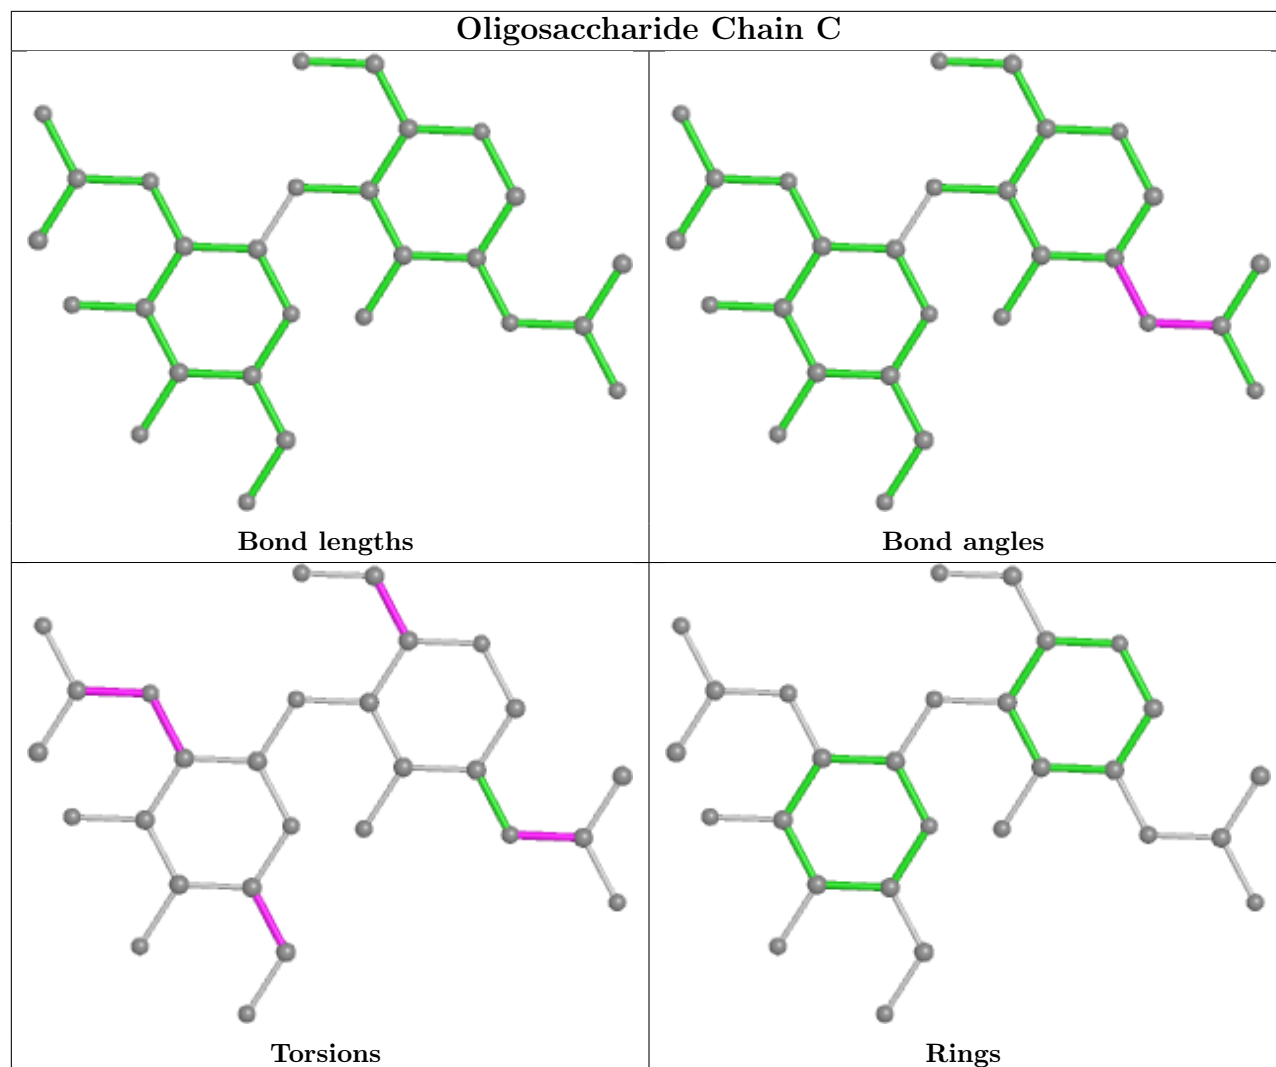 Oligosaccharide Chain C
Bond lengths
Bond angles
Torsions
Rings